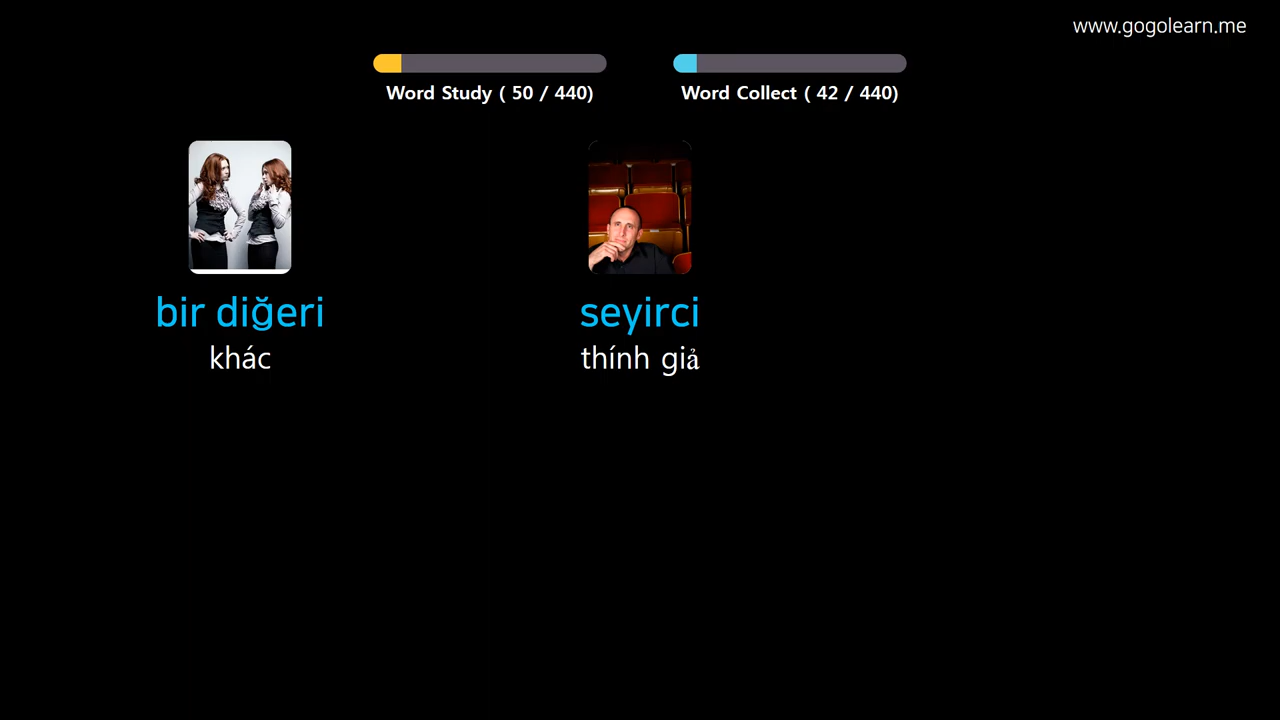 www.gogolearn.me
Word Study ( 50 / 440)
Word Collect ( 42 / 440)
bir diğeri
khác
seyirci
thính giả